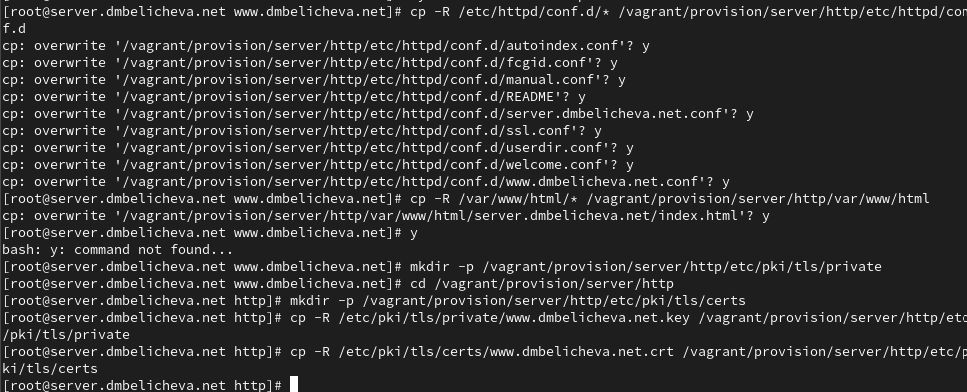 [root@server.dmbelicheva.net www.dmbelicheva.net]# cp -R /etc/httpd/conf.d/* /vagrant/provision/server/http/etc/httpd/con
f.d
cp: overwrite '/vagrant/provision/server/http/etc/httpd/conf.d/autoindex.conf'? y
cp: overwrite '/vagrant/provision/server/http/etc/httpd/conf.d/fcgid.conf'? y
cp: overwrite '/vagrant/provision/server/http/etc/httpd/conf.d/manual.conf'? y
cp: overwrite '/vagrant/provision/server/http/etc/httpd/conf.d/README'? y
cp: overwrite '/vagrant/provision/server/http/etc/httpd/conf.d/server.dmbelicheva.net.conf'? y
cp: overwrite '/vagrant/provision/server/http/etc/httpd/conf.d/ssl.conf'? y
cp: overwrite '/vagrant/provision/server/http/etc/httpd/conf.d/userdir.conf'? y
cp: overwrite '/vagrant/provision/server/http/etc/httpd/conf.d/welcome.conf'? y
cp: overwrite '/vagrant/provision/server/http/etc/httpd/conf.d/www.dmbelicheva.net.conf'? y
[root@server.dmbelicheva.net www.dmbelicheva.net]# cp -R /var/www/html/* /vagrant/provision/server/http/var/www/html
cp: overwrite '/vagrant/provision/server/http/var/www/html/server.dmbelicheva.net/index.html'? y
[root@server.dmbelicheva.net www.dmbelicheva.net]# y
bash: y: command not found...
[root@server.dmbelicheva.net www.dmbelicheva.net]# mkdir -p /vagrant/provision/server/http/etc/pki/tls/private
[root@server.dmbelicheva.net www.dmbelicheva.net]# cd /vagrant/provision/server/http
[root@server.dmbelicheva.net http]# mkdir -p /vagrant/provision/server/http/etc/pki/tls/certs
[root@server.dmbelicheva.net http]# cp -R /etc/pki/tls/private/www.dmbelicheva.net.key /vagrant/provision/server/http/etc
/pki/tls/private
[root@server.dmbelicheva.net http]# cp -R /etc/pki/tls/certs/www.dmbelicheva.net.crt /vagrant/provision/server/http/etc/p
ki/tls/certs
[root@server.dmbelicheva.net http]#